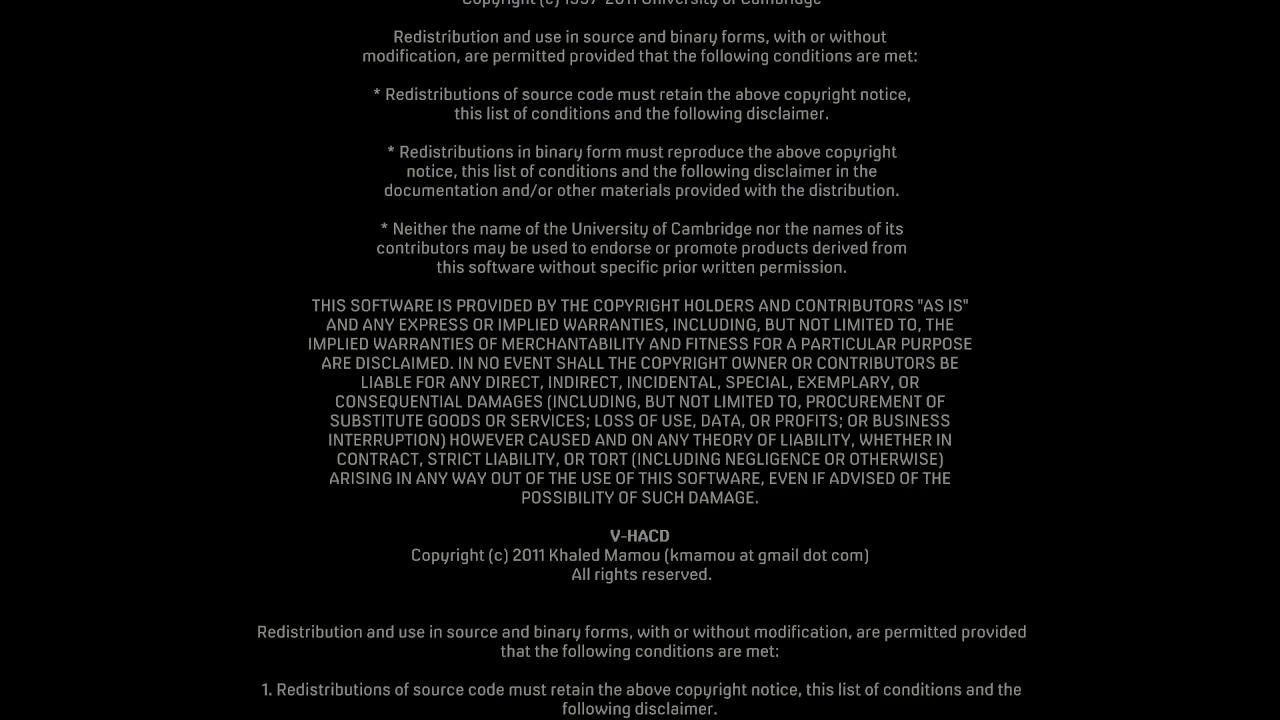 Copyright (c) 1997-2011 University of Cambridge
Redistribution and use in source and binary forms, with or without
modification, are permitted provided that the following conditions are met:
* Redistributions of source code must retain the above copyright notice,
this list of conditions and the following disclaimer.
* Redistributions in binary form must reproduce the above copyright
notice, this list of conditions and the following disclaimer in the
documentation and/or other materials provided with the distribution.
* Neither the name of the University of Cambridge nor the names of its
contributors may be used to endorse or promote products derived from
this software without specific prior written permission.
THIS SOFTWARE IS PROVIDED BY THE COPYRIGHT HOLDERS AND CONTRIBUTORS "AS IS"
AND ANY EXPRESS OR IMPLIED WARRANTIES, INCLUDING, BUT NOT LIMITED TO, THE
IMPLIED WARRANTIES OF MERCHANTABILITY AND FITNESS FOR A PARTICULAR PURPOSE
ARE DISCLAIMED. IN NO EVENT SHALL THE COPYRIGHT OWNER OR CONTRIBUTORS BE
LIABLE FOR ANY DIRECT, INDIRECT, INCIDENTAL, SPECIAL, EXEMPLARY, OR
CONSEQUENTIAL DAMAGES (INCLUDING, BUT NOT LIMITED TO, PROCUREMENT OF
SUBSTITUTE GOODS OR SERVICES; LOSS OF USE, DATA, OR PROFITS; OR BUSINESS
INTERRUPTION) HOWEVER CAUSED AND ON ANY THEORY OF LIABILITY, WHETHER IN
CONTRACT, STRICT LIABILITY, OR TORT (INCLUDING NEGLIGENCE OR OTHERWISE)
ARISING IN ANY WAY OUT OF THE USE OF THIS SOFTWARE, EVEN IF ADVISED OF THE
POSSIBILITY OF SUCH DAMAGE.
V-HACD
Copyright (c) 2011 Khaled Mamou (kmamou at gmail dot com)
All rights reserved.
Redistribution and use in source and binary forms, with or without modification, are permitted provided
that the following conditions are met:
1. Redistributions of source code must retain the above copyright notice, this list of conditions and the
following disclaimer.